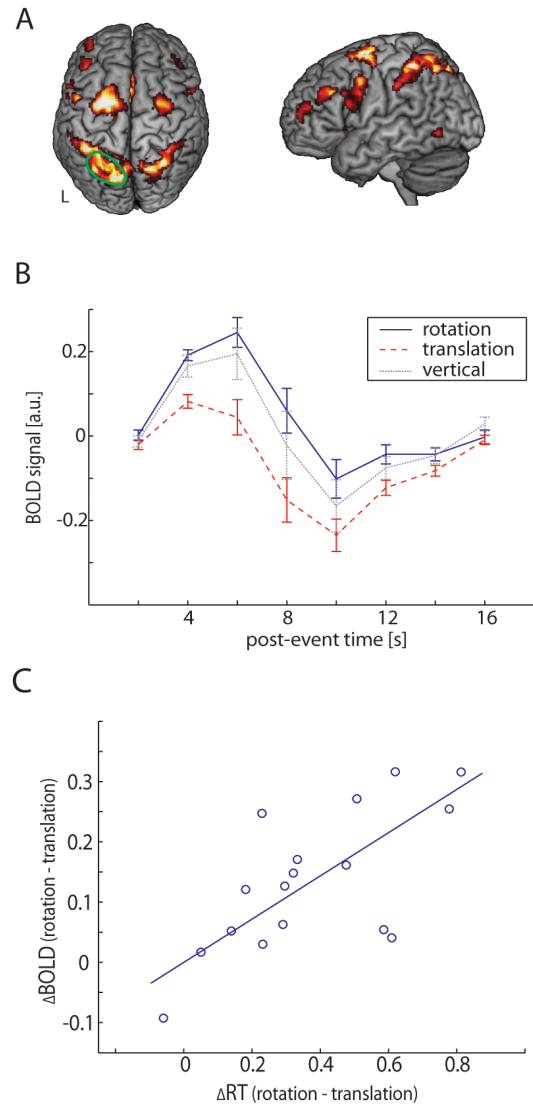 A
L
B
BOLD signal [a.u.]
0.2
0
-0.2
rotation
translation
vertical
4 8 12 16
post-event time [s]
C
ΔBOLD (rotation - translation)
0.3
0.2
0.1
0
-0.1
0 0.2 0.4 0.6 0.8
ΔRT (rotation - translation)